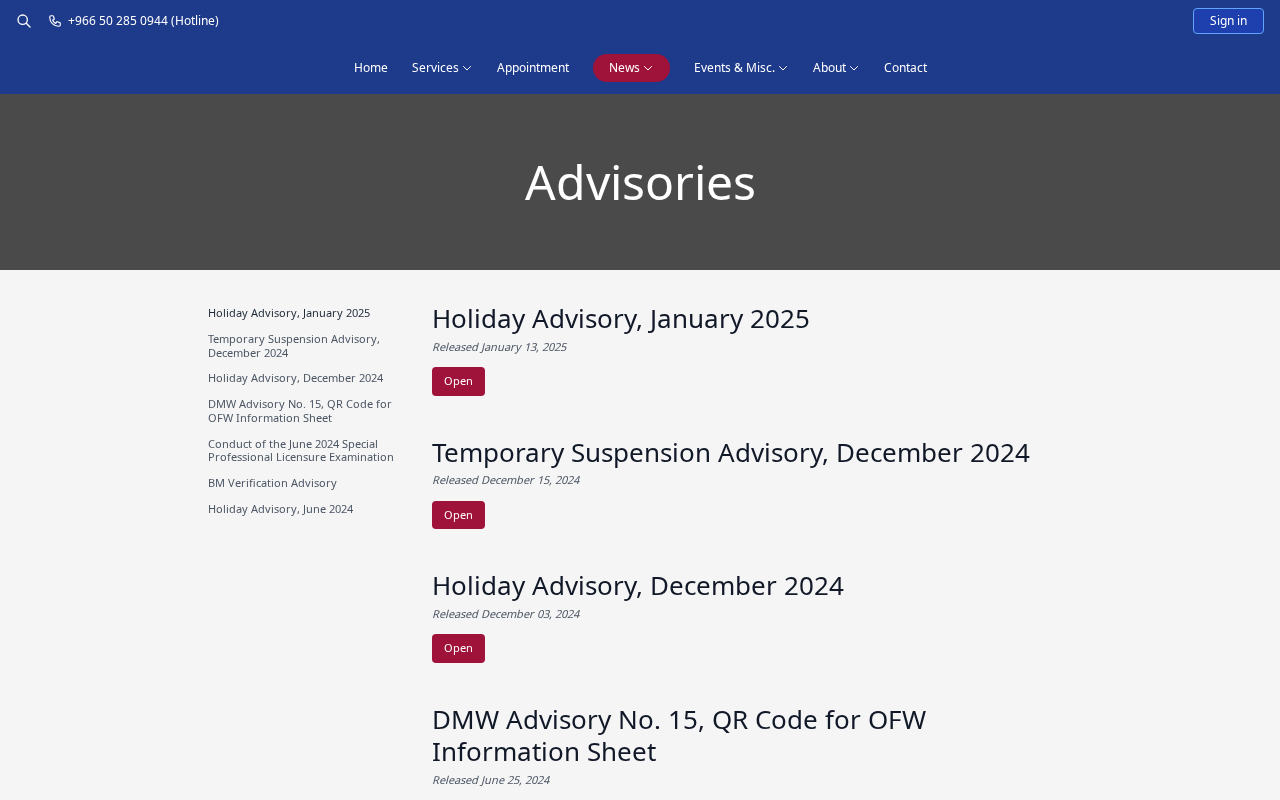 +966 50 285 0944 (Hotline)
Sign in
Home
Services
Appointment
News
Events & Misc.
About
Contact
Advisories
Holiday Advisory, January 2025
Temporary Suspension Advisory,
December 2024
Holiday Advisory, December 2024
DMW Advisory No. 15, QR Code for
OFW Information Sheet
Conduct of the June 2024 Special
Professional Licensure Examination
BM Verification Advisory
Holiday Advisory, June 2024
Holiday Advisory, January 2025
Released January 13, 2025
Open
Temporary Suspension Advisory, December 2024
Released December 15, 2024
Open
Holiday Advisory, December 2024
Released December 03, 2024
Open
DMW Advisory No. 15, QR Code for OFW
Information Sheet
Released June 25, 2024